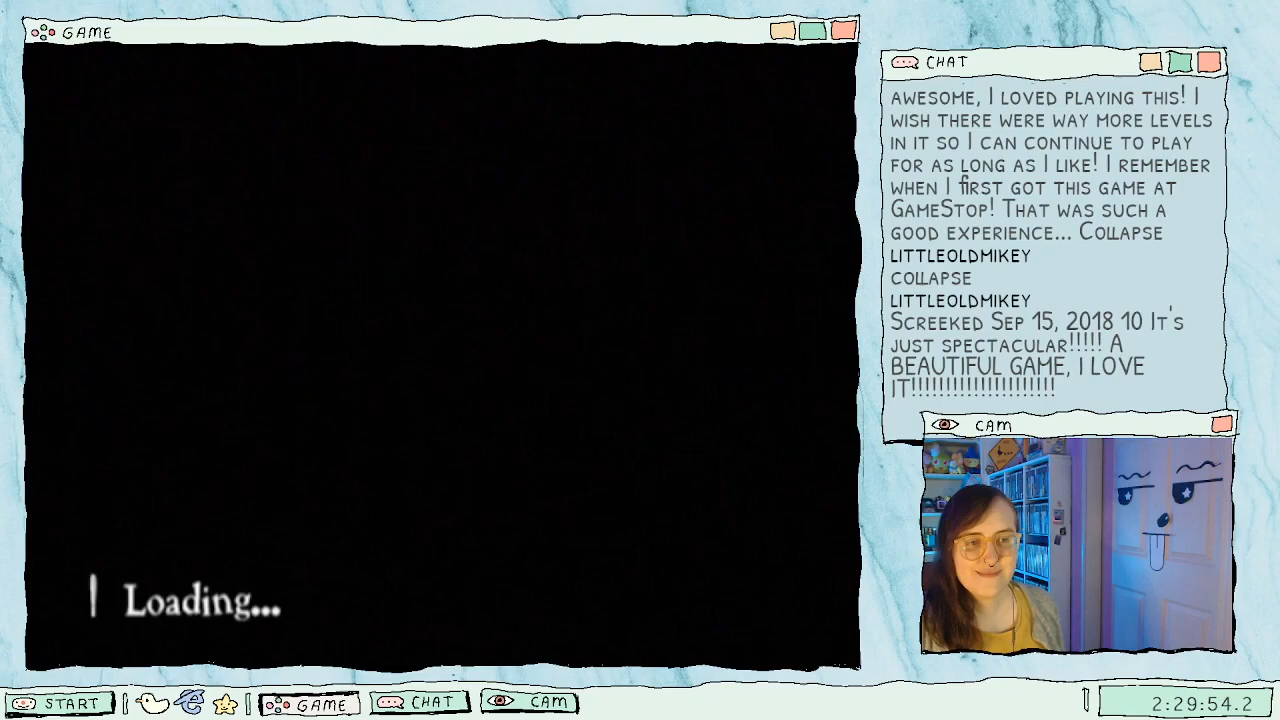 GAME
CHAT
AWESOME, I LOVED PLAYING THIS! I
WISH THERE WERE WAY MORE LEVELS
IN IT SO I CAN CONTINUE TO PLAY
FOR AS LONG AS I LIKE! I REMEMBER
WHEN I FIRST GOT THIS GAME AT
GAMESTOP! THAT WAS SUCH A
GOOD EXPERIENCE... COLLAPSE
LITTLEOLDMIKEY
COLLAPSE
LITTLEOLDMIKEY
SCREEKED SEP 15, 2018 10 IT'S
JUST SPECTACULAR!!!!! A
BEAUTIFUL GAME, I LOVE
IT!!!!!!!!!!!!!!!!!!!!!
CAM
Loading...
START
GAME
CHAT
CAM
2:29:54.2